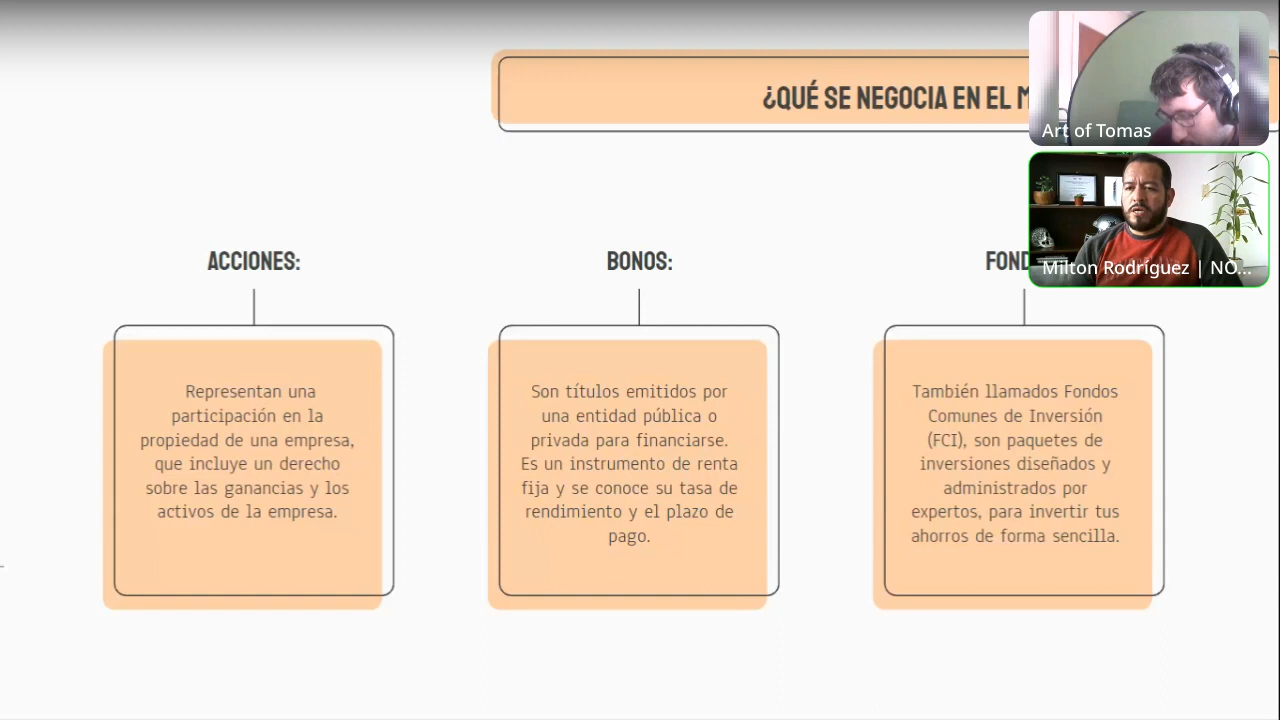 ¿QUÉ SE NEGOCIA EN EL
Art of Tomas
Milton Rodríguez | NÒ...
ACCIONES:
BONOS:
FOND
Representan una
participación en la
propiedad de una empresa,
que incluye un derecho
sobre las ganancias y los
activos de la empresa.
Son títulos emitidos por
una entidad pública o
privada para financiarse.
Es un instrumento de renta
fija y se conoce su tasa de
rendimiento y el plazo de
pago.
También llamados Fondos
Comunes de Inversión
(FCI), son paquetes de
inversiones diseñados y
administrados por
expertos, para invertir tus
ahorros de forma sencilla.